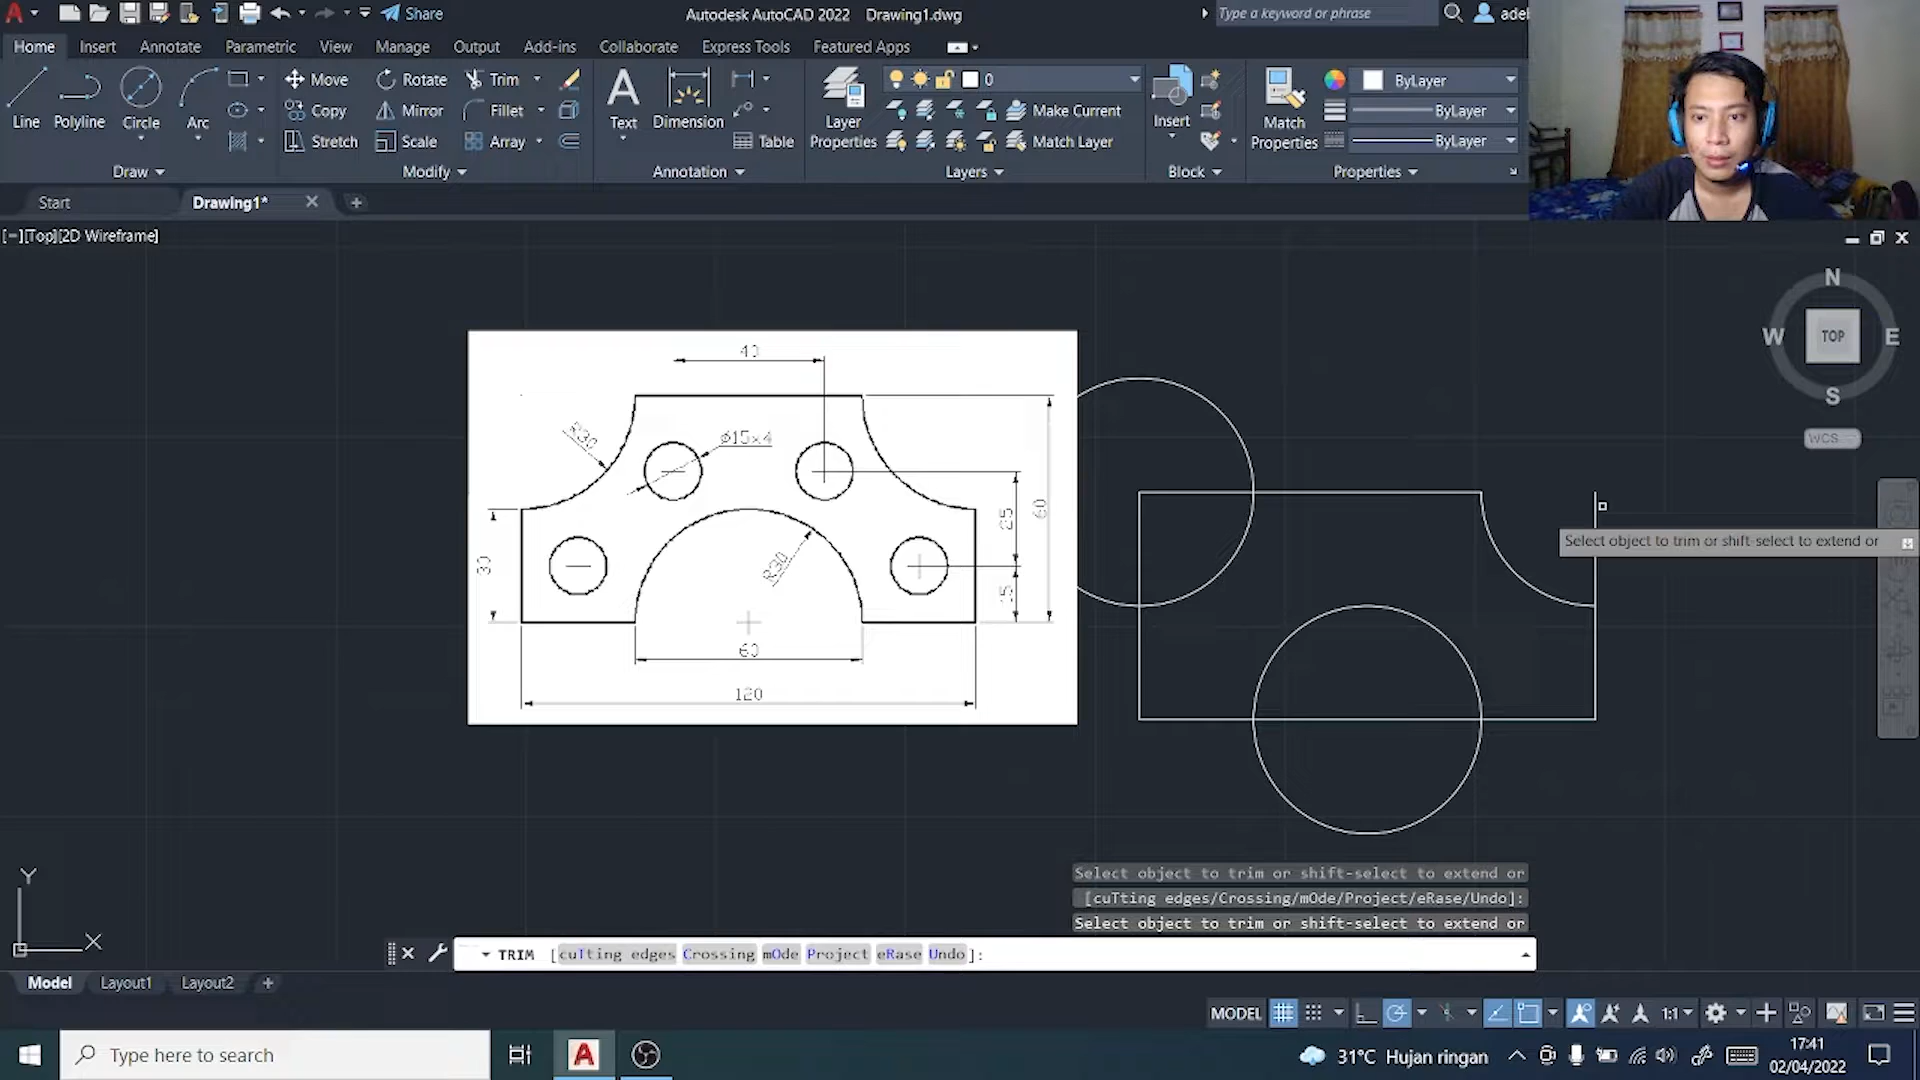 Share
Autodesk AutoCAD 2022 Drawing1.dwg
Type a keyword or phrase
Home Insert Annotate Parametric View Manage Output Add-ins Collaborate Express Tools Featured Apps
Line Polyline Circle Arc
Move Rotate Trim
Copy Mirror Fillet
Stretch Scale Array
Text Dimension
Table
Layer Properties
0
Make Current
Match Layer
Insert
Match Properties
ByLayer
ByLayer
ByLayer
Draw Modify Annotation Layers Block Properties
Start Drawing1*
[−][Top][2D Wireframe]
N
W TOP E
S
WCS
40
R30
Ø15x4
30
R30
25
60
15
60
120
Select object to trim or shift-select to extend or
Y
X
Select object to trim or shift-select to extend or
[cuTting edges/Crossing/mOde/Project/eRase/Undo]:
Select object to trim or shift-select to extend or
TRIM [cuTting edges Crossing mOde Project eRase Undo]:
Model Layout1 Layout2
MODEL 1:1
Type here to search
31°C Hujan ringan
17:41
02/04/2022